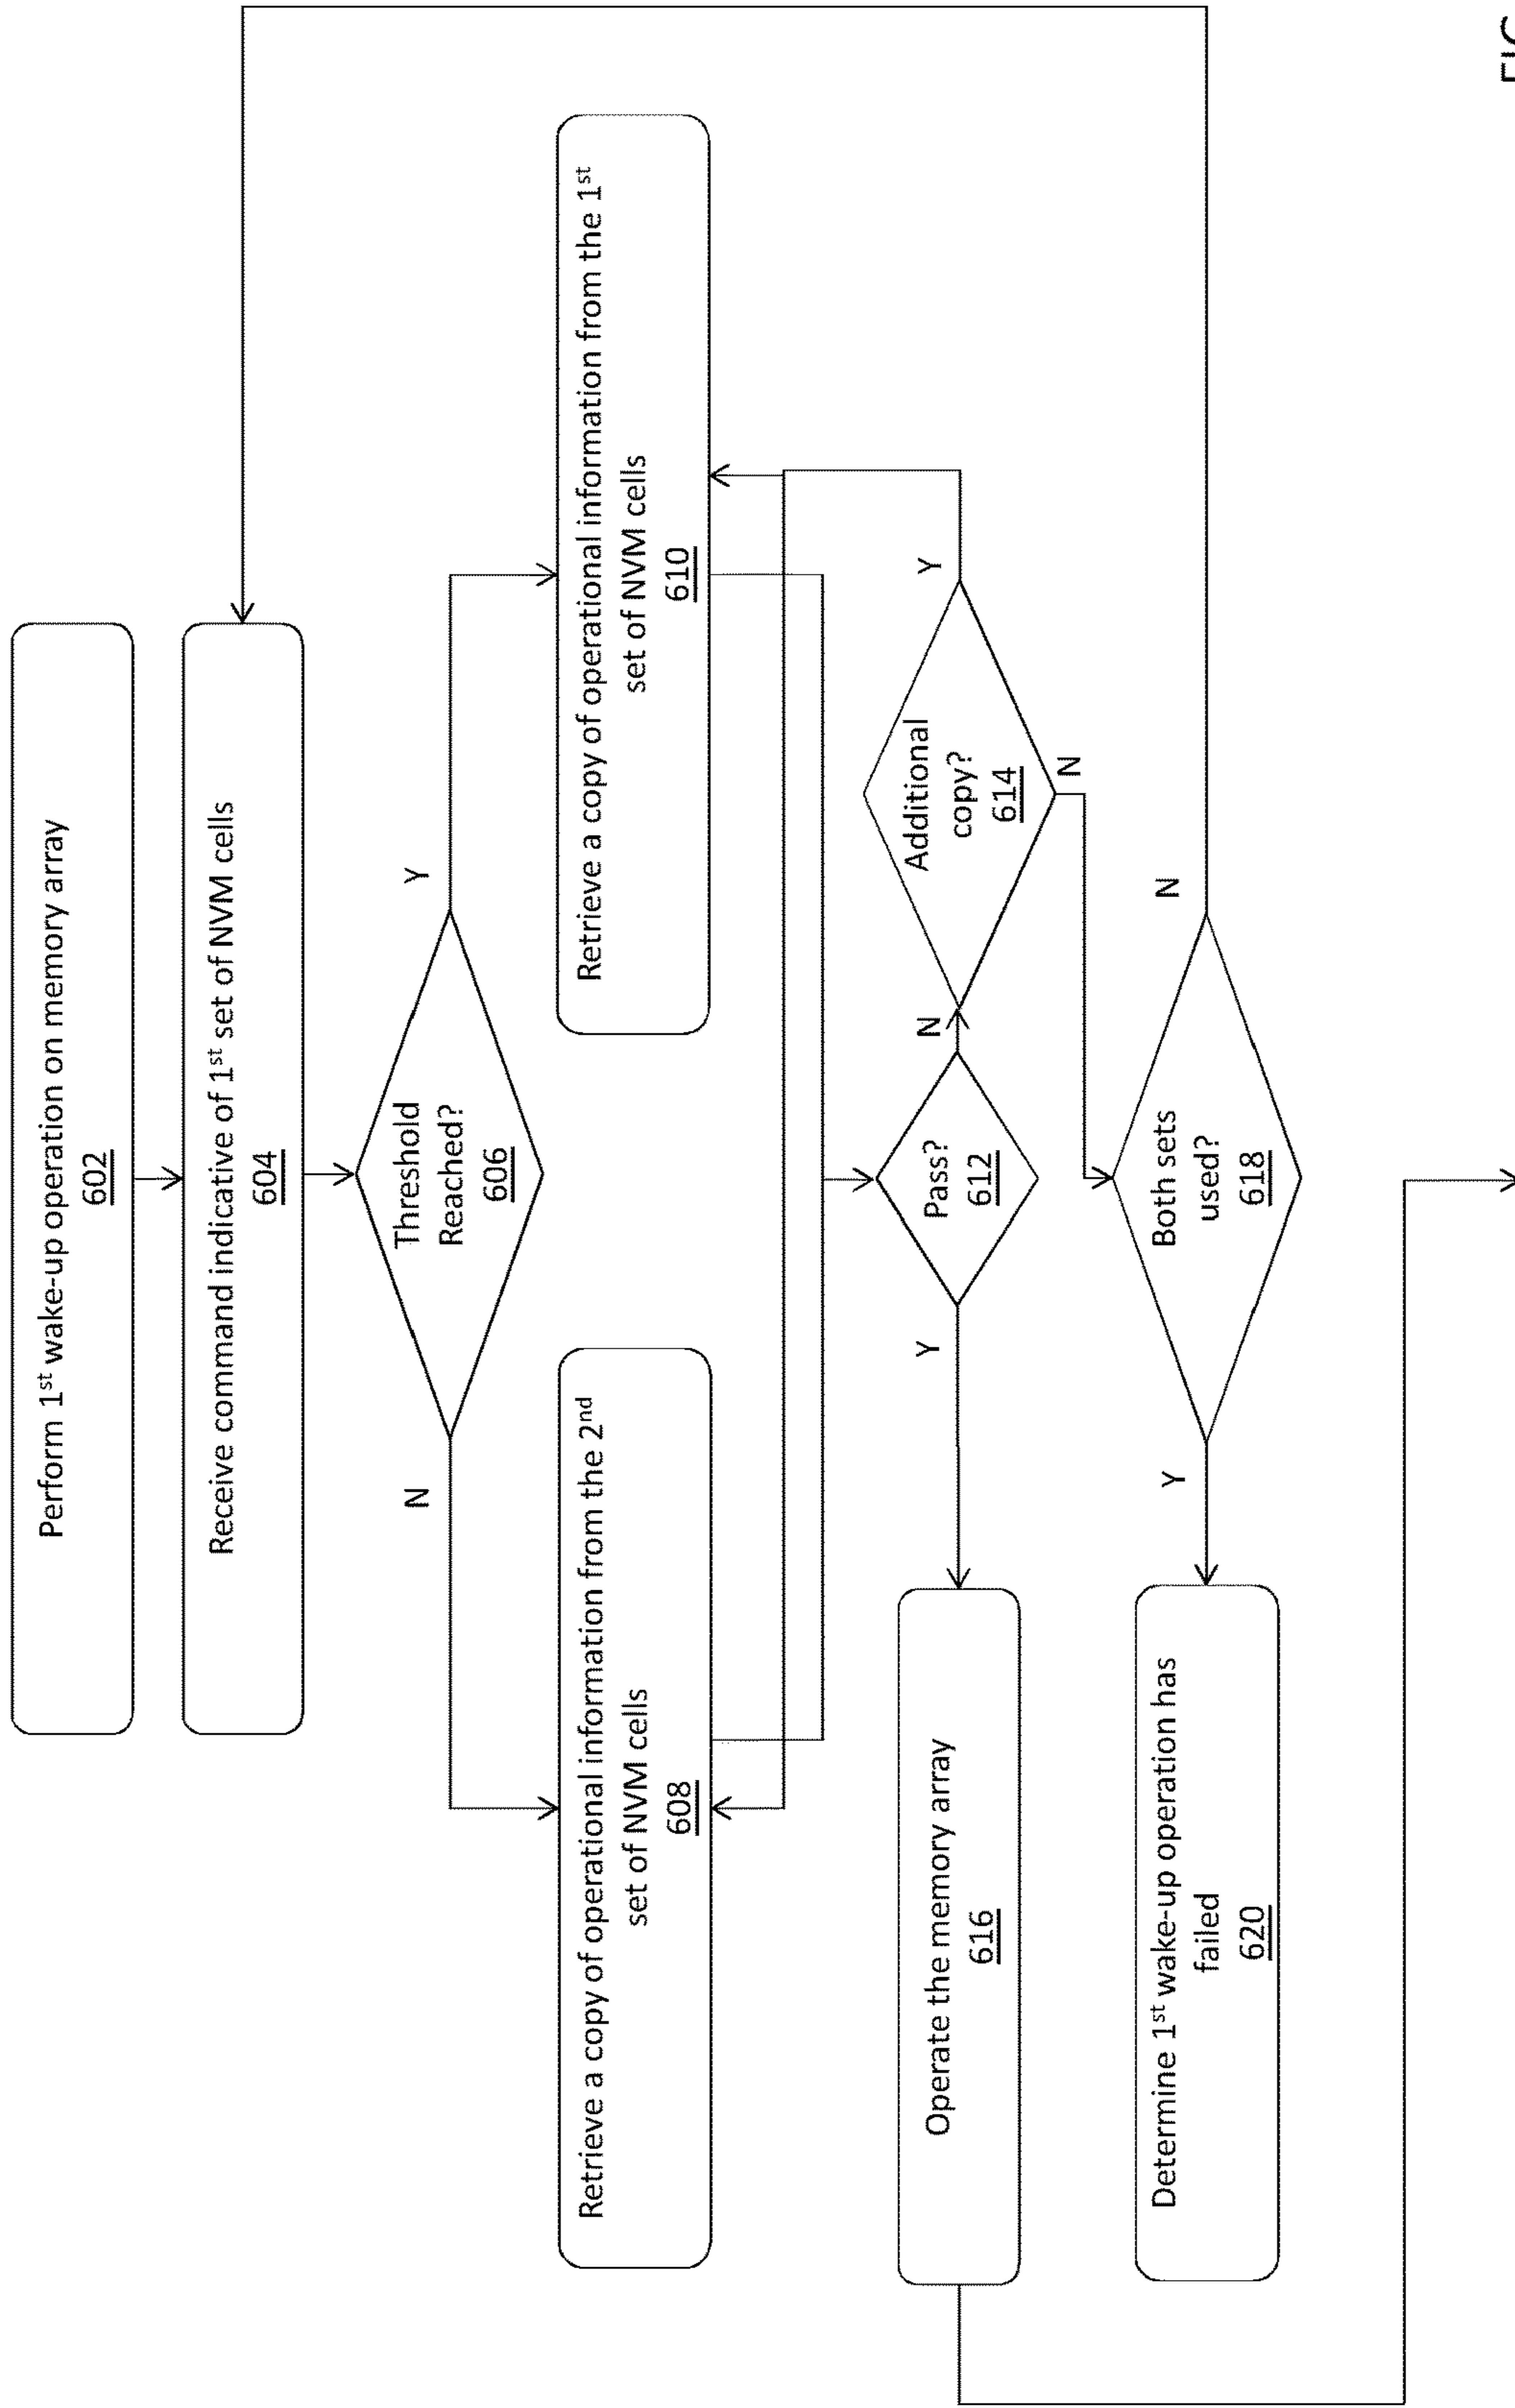 Perform 1st wake-up operation on memory array
602
Receive command indicative of 1st set of NVM cells
604
Threshold
Reached?
606
N
Y
Retrieve a copy of operational information from the 2nd
set of NVM cells
608
Retrieve a copy of operational information from the 1st
set of NVM cells
610
Pass?
612
Y
N
Additional
copy?
614
Y
N
Operate the memory array
616
Both sets
used?
618
Y
N
Determine 1st wake-up operation has
failed
620